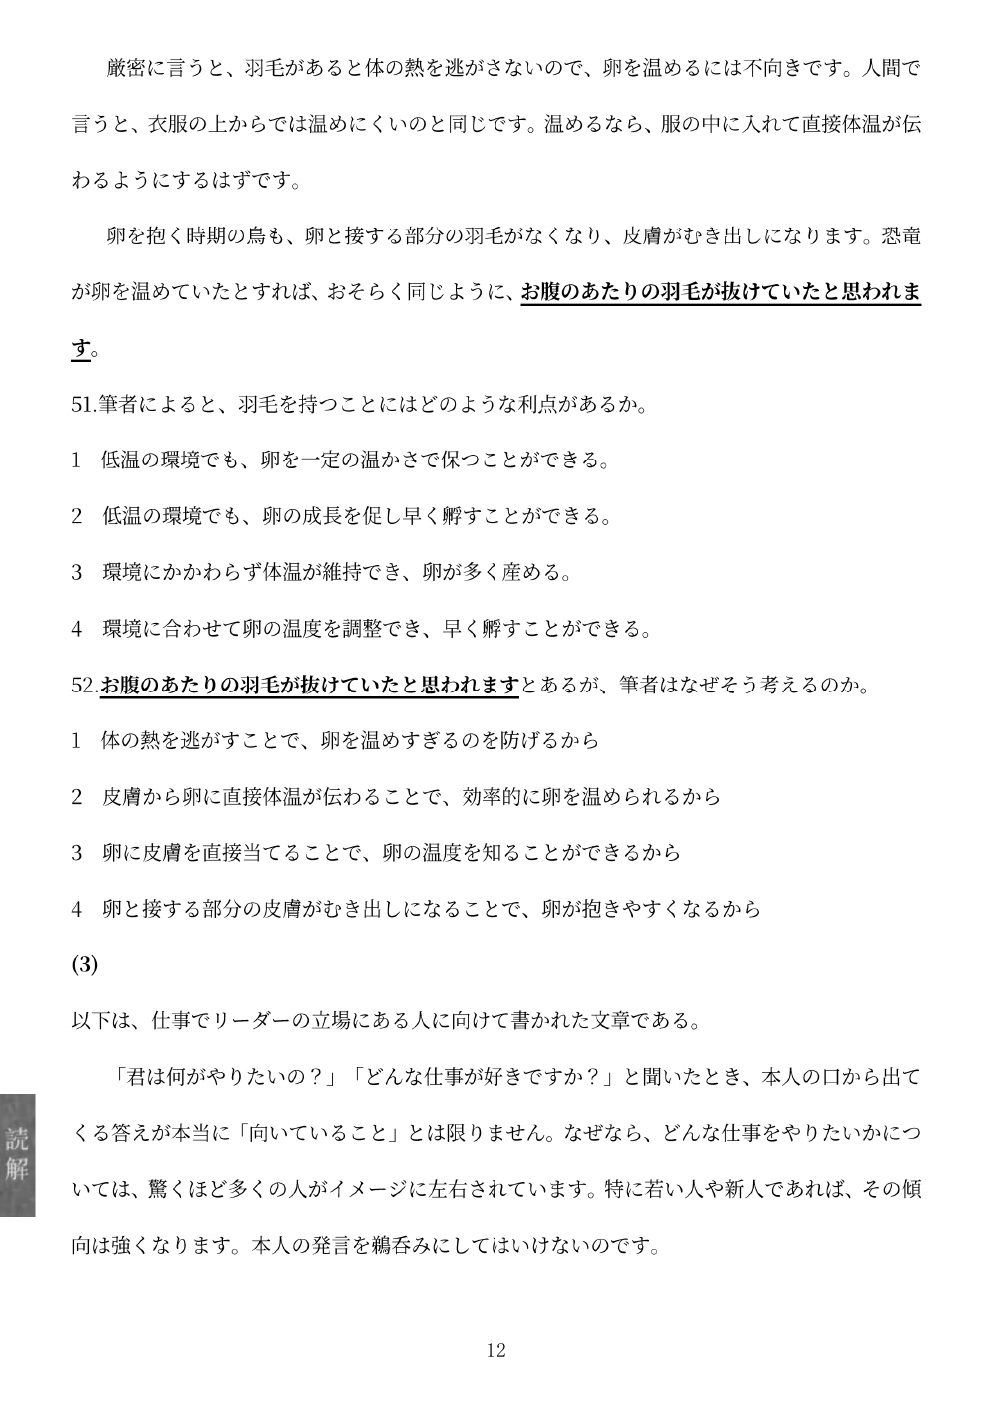 厳密に言うと、羽毛があると体の熱を逃がさないので、卵を温めるには不向きです。人間で
言うと、衣服の上からでは温めにくいのと同じです。温めるなら、服の中に入れて直接体温が伝
わるようにするはずです。
卵を抱く時期の鳥も、卵と接する部分の羽毛がなくなり、皮膚がむき出しになります。恐竜
が卵を温めていたとすれば、おそらく同じように、お腹のあたりの羽毛が抜けていたと思われま
す。
51.筆者によると、羽毛を持つことにはどのような利点があるか。
1 低温の環境でも、卵を一定の温かさで保つことができる。
2 低温の環境でも、卵の成長を促し早く孵すことができる。
3 環境にかかわらず体温が維持でき、卵が多く産める。
4 環境に合わせて卵の温度を調整でき、早く孵すことができる。
52.お腹のあたりの羽毛が抜けていたと思われますとあるが、筆者はなぜそう考えるのか。
1 体の熱を逃がすことで、卵を温めすぎるのを防げるから
2 皮膚から卵に直接体温が伝わることで、効率的に卵を温められるから
3 卵に皮膚を直接当てることで、卵の温度を知ることができるから
4 卵と接する部分の皮膚がむき出しになることで、卵が抱きやすくなるから
(3)
以下は、仕事でリーダーの立場にある人に向けて書かれた文章である。
「君は何がやりたいの？」「どんな仕事が好きですか？」と聞いたとき、本人の口から出て
くる答えが本当に「向いていること」とは限りません。なぜなら、どんな仕事をやりたいかにつ
いては、驚くほど多くの人がイメージに左右されています。特に若い人や新人であれば、その傾
向は強くなります。本人の発言を鵜呑みにしてはいけないのです。
読解
12